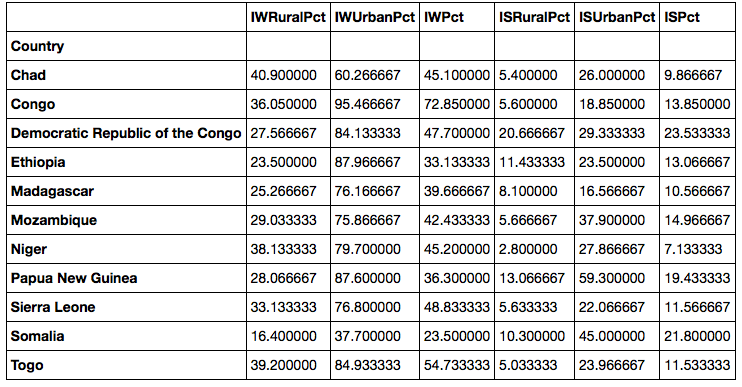 IWRuralPct IWUrbanPct IWPct ISRuralPct ISUrbanPct ISPct
Country
Chad 40.900000 60.266667 45.100000 5.400000 26.000000 9.866667
Congo 36.050000 95.466667 72.850000 5.600000 18.850000 13.850000
Democratic Republic of the Congo 27.566667 84.133333 47.700000 20.666667 29.333333 23.533333
Ethiopia 23.500000 87.966667 33.133333 11.433333 23.500000 13.066667
Madagascar 25.266667 76.166667 39.666667 8.100000 16.566667 10.566667
Mozambique 29.033333 75.866667 42.433333 5.666667 37.900000 14.966667
Niger 38.133333 79.700000 45.200000 2.800000 27.866667 7.133333
Papua New Guinea 28.066667 87.600000 36.300000 13.066667 59.300000 19.433333
Sierra Leone 33.133333 76.800000 48.833333 5.633333 22.066667 11.566667
Somalia 16.400000 37.700000 23.500000 10.300000 45.000000 21.800000
Togo 39.200000 84.933333 54.733333 5.033333 23.966667 11.533333